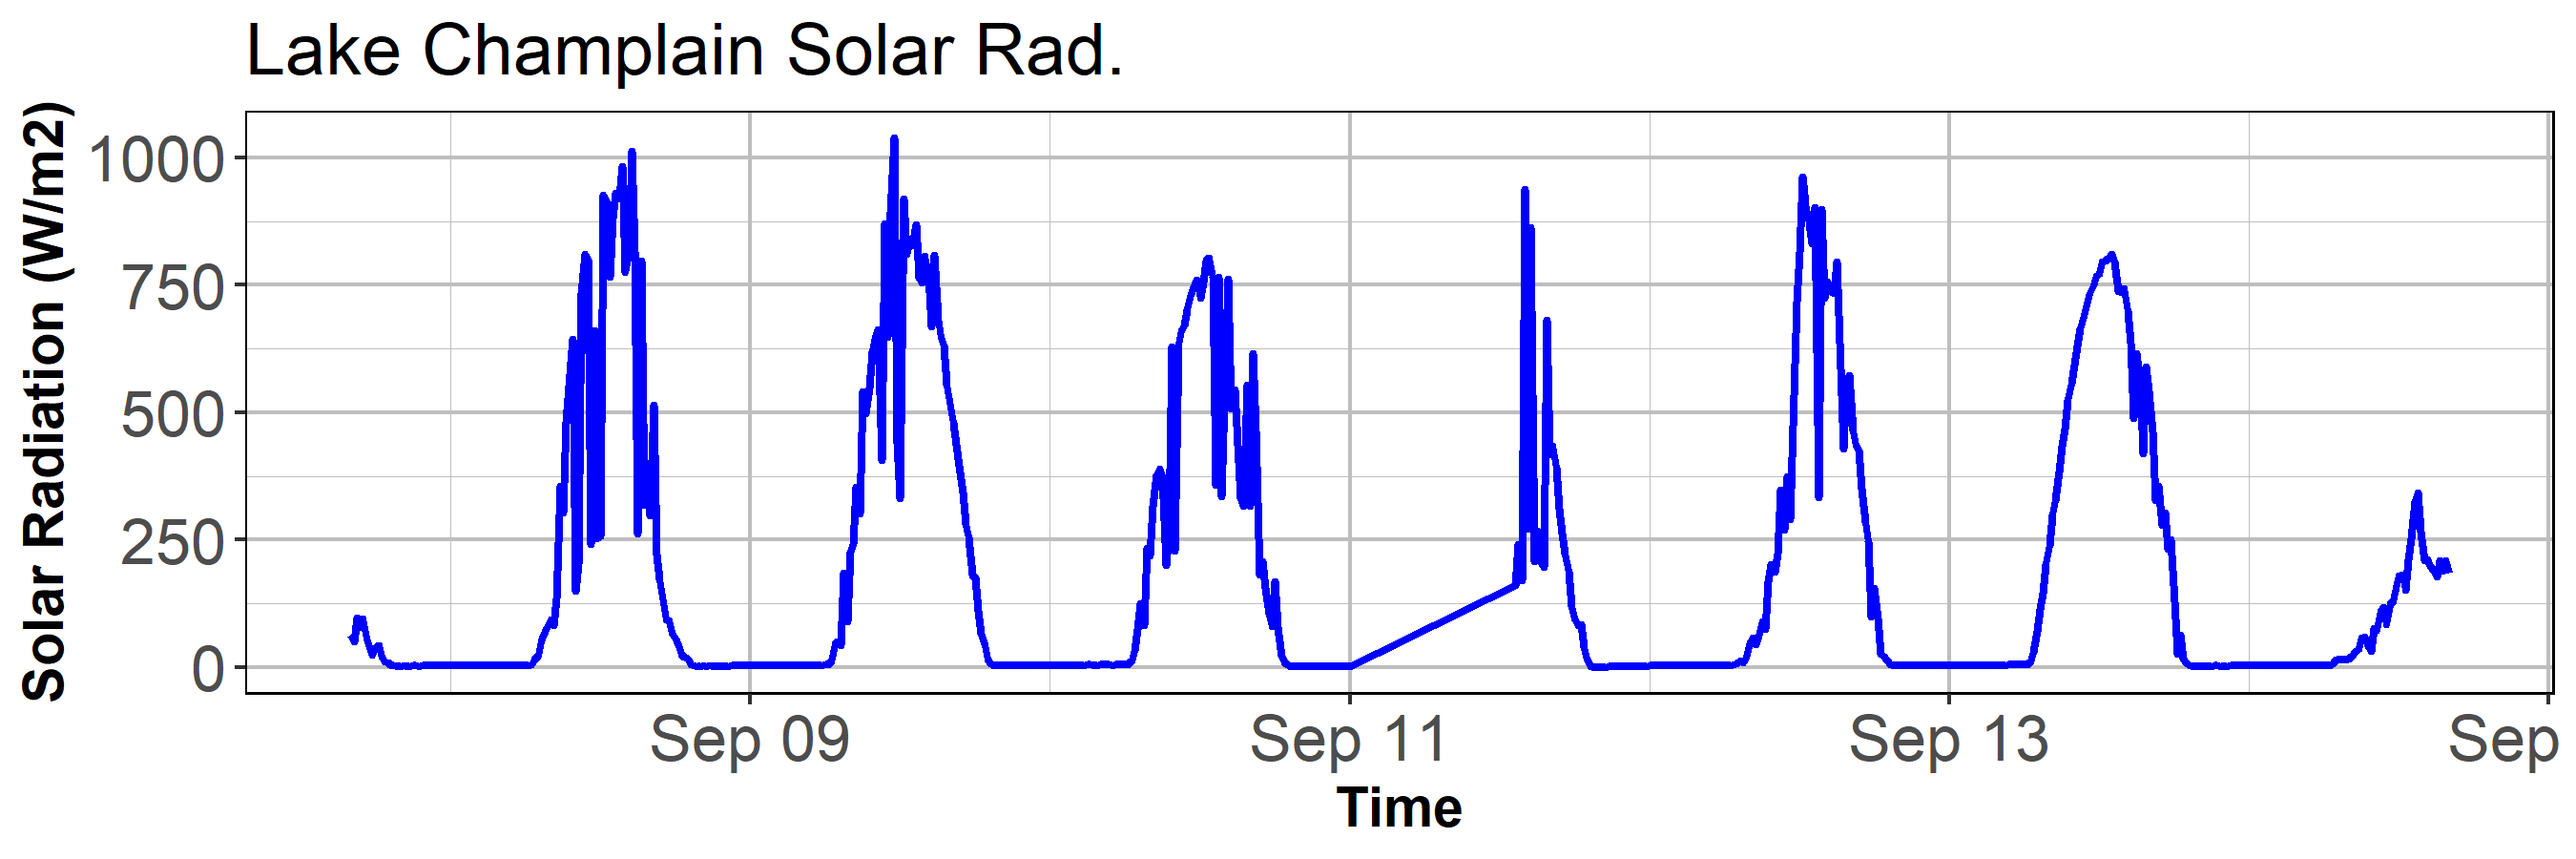 Lake Champlain Solar Rad.
Solar Radiation (W/m2)
1000
750
500
250
0
Sep 09
Sep 11
Sep 13
Sep
Time